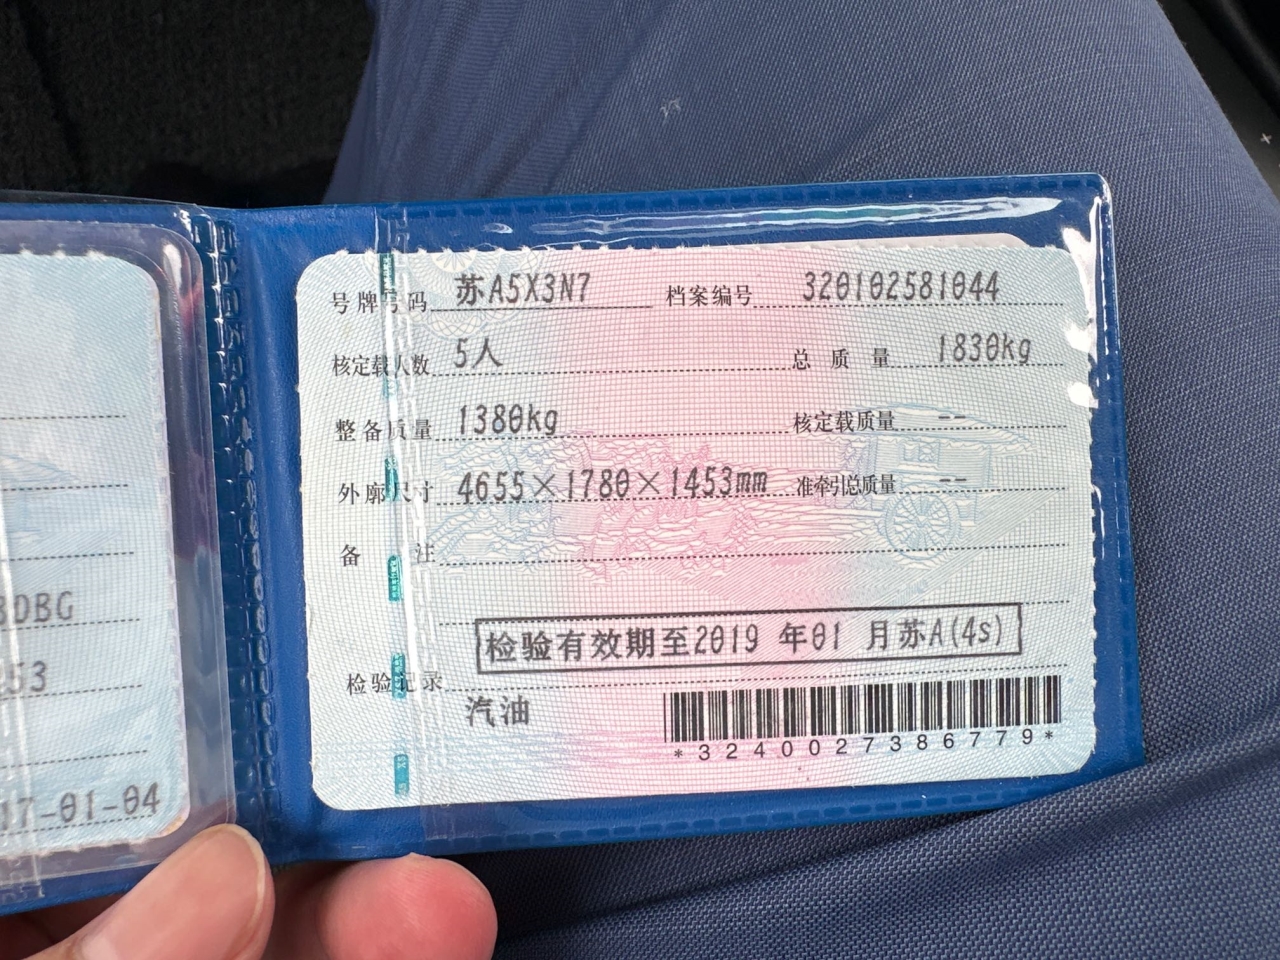 号牌号码 苏A5X3N7 档案编号 320102581044
核定载人数 5人 总质量 1830kg
整备质量 1380kg 核定载质量 --
外廓尺寸 4655×1780×1453mm 准牵引总质量 --
备注
检验有效期至2019 年01 月苏A(4s)
检验记录
汽油
*3240027386779*
DBG
53
17-01-04